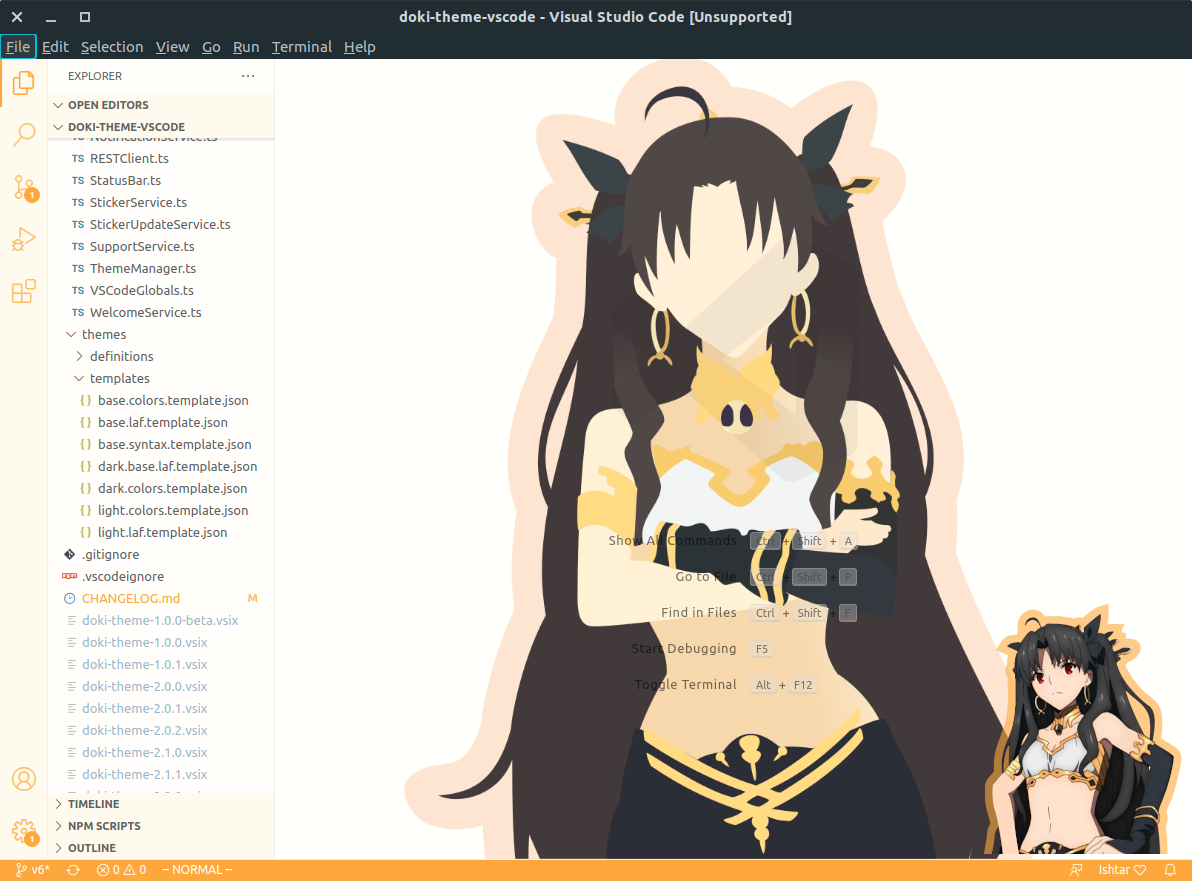 doki-theme-vscode - Visual Studio Code [Unsupported]
File Edit Selection View Go Run Terminal Help
EXPLORER
OPEN EDITORS
DOKI-THEME-VSCODE
TS NotificationService.ts
TS RESTClient.ts
TS StatusBar.ts
TS StickerService.ts
TS StickerUpdateService.ts
TS SupportService.ts
TS ThemeManager.ts
TS VSCodeGlobals.ts
TS WelcomeService.ts
themes
definitions
templates
{} base.colors.template.json
{} base.laf.template.json
{} base.syntax.template.json
{} dark.base.laf.template.json
{} dark.colors.template.json
{} light.colors.template.json
{} light.laf.template.json
.gitignore
npm .vscodeignore
CHANGELOG.md M
doki-theme-1.0.0-beta.vsix
doki-theme-1.0.0.vsix
doki-theme-1.0.1.vsix
doki-theme-2.0.0.vsix
doki-theme-2.0.1.vsix
doki-theme-2.0.2.vsix
doki-theme-2.1.0.vsix
doki-theme-2.1.1.vsix
TIMELINE
NPM SCRIPTS
OUTLINE
1
1
Show All Commands Ctrl + Shift + A
Go to File Ctrl + Shift + P
Find in Files Ctrl + Shift + F
Start Debugging F5
Toggle Terminal Alt + F12
v6* 0 0 -- NORMAL -- Ishtar♡